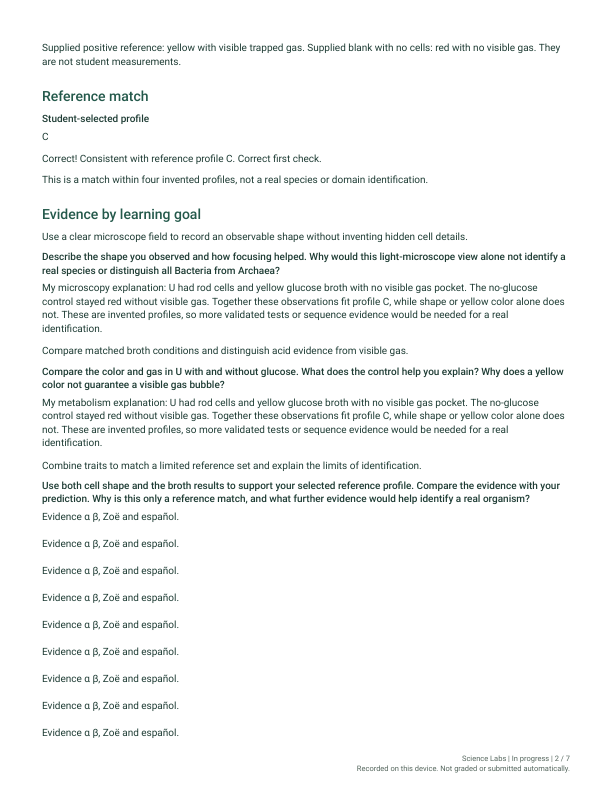 Supplied positive reference: yellow with visible trapped gas. Supplied blank with no cells: red with no visible gas. They
are not student measurements.
Reference match
Student-selected profile
C
Correct! Consistent with reference profile C. Correct first check.
This is a match within four invented profiles, not a real species or domain identification.
Evidence by learning goal
Use a clear microscope field to record an observable shape without inventing hidden cell details.
Describe the shape you observed and how focusing helped. Why would this light-microscope view alone not identify a
real species or distinguish all Bacteria from Archaea?
My microscopy explanation: U had rod cells and yellow glucose broth with no visible gas pocket. The no-glucose
control stayed red without visible gas. Together these observations fit profile C, while shape or yellow color alone does
not. These are invented profiles, so more validated tests or sequence evidence would be needed for a real
identification.
Compare matched broth conditions and distinguish acid evidence from visible gas.
Compare the color and gas in U with and without glucose. What does the control help you explain? Why does a yellow
color not guarantee a visible gas bubble?
My metabolism explanation: U had rod cells and yellow glucose broth with no visible gas pocket. The no-glucose
control stayed red without visible gas. Together these observations fit profile C, while shape or yellow color alone does
not. These are invented profiles, so more validated tests or sequence evidence would be needed for a real
identification.
Combine traits to match a limited reference set and explain the limits of identification.
Use both cell shape and the broth results to support your selected reference profile. Compare the evidence with your
prediction. Why is this only a reference match, and what further evidence would help identify a real organism?
Evidence α β, Zoë and español.
Evidence α β, Zoë and español.
Evidence α β, Zoë and español.
Evidence α β, Zoë and español.
Evidence α β, Zoë and español.
Evidence α β, Zoë and español.
Evidence α β, Zoë and español.
Evidence α β, Zoë and español.
Evidence α β, Zoë and español.
Science Labs | In progress | 2 / 7
Recorded on this device. Not graded or submitted automatically.